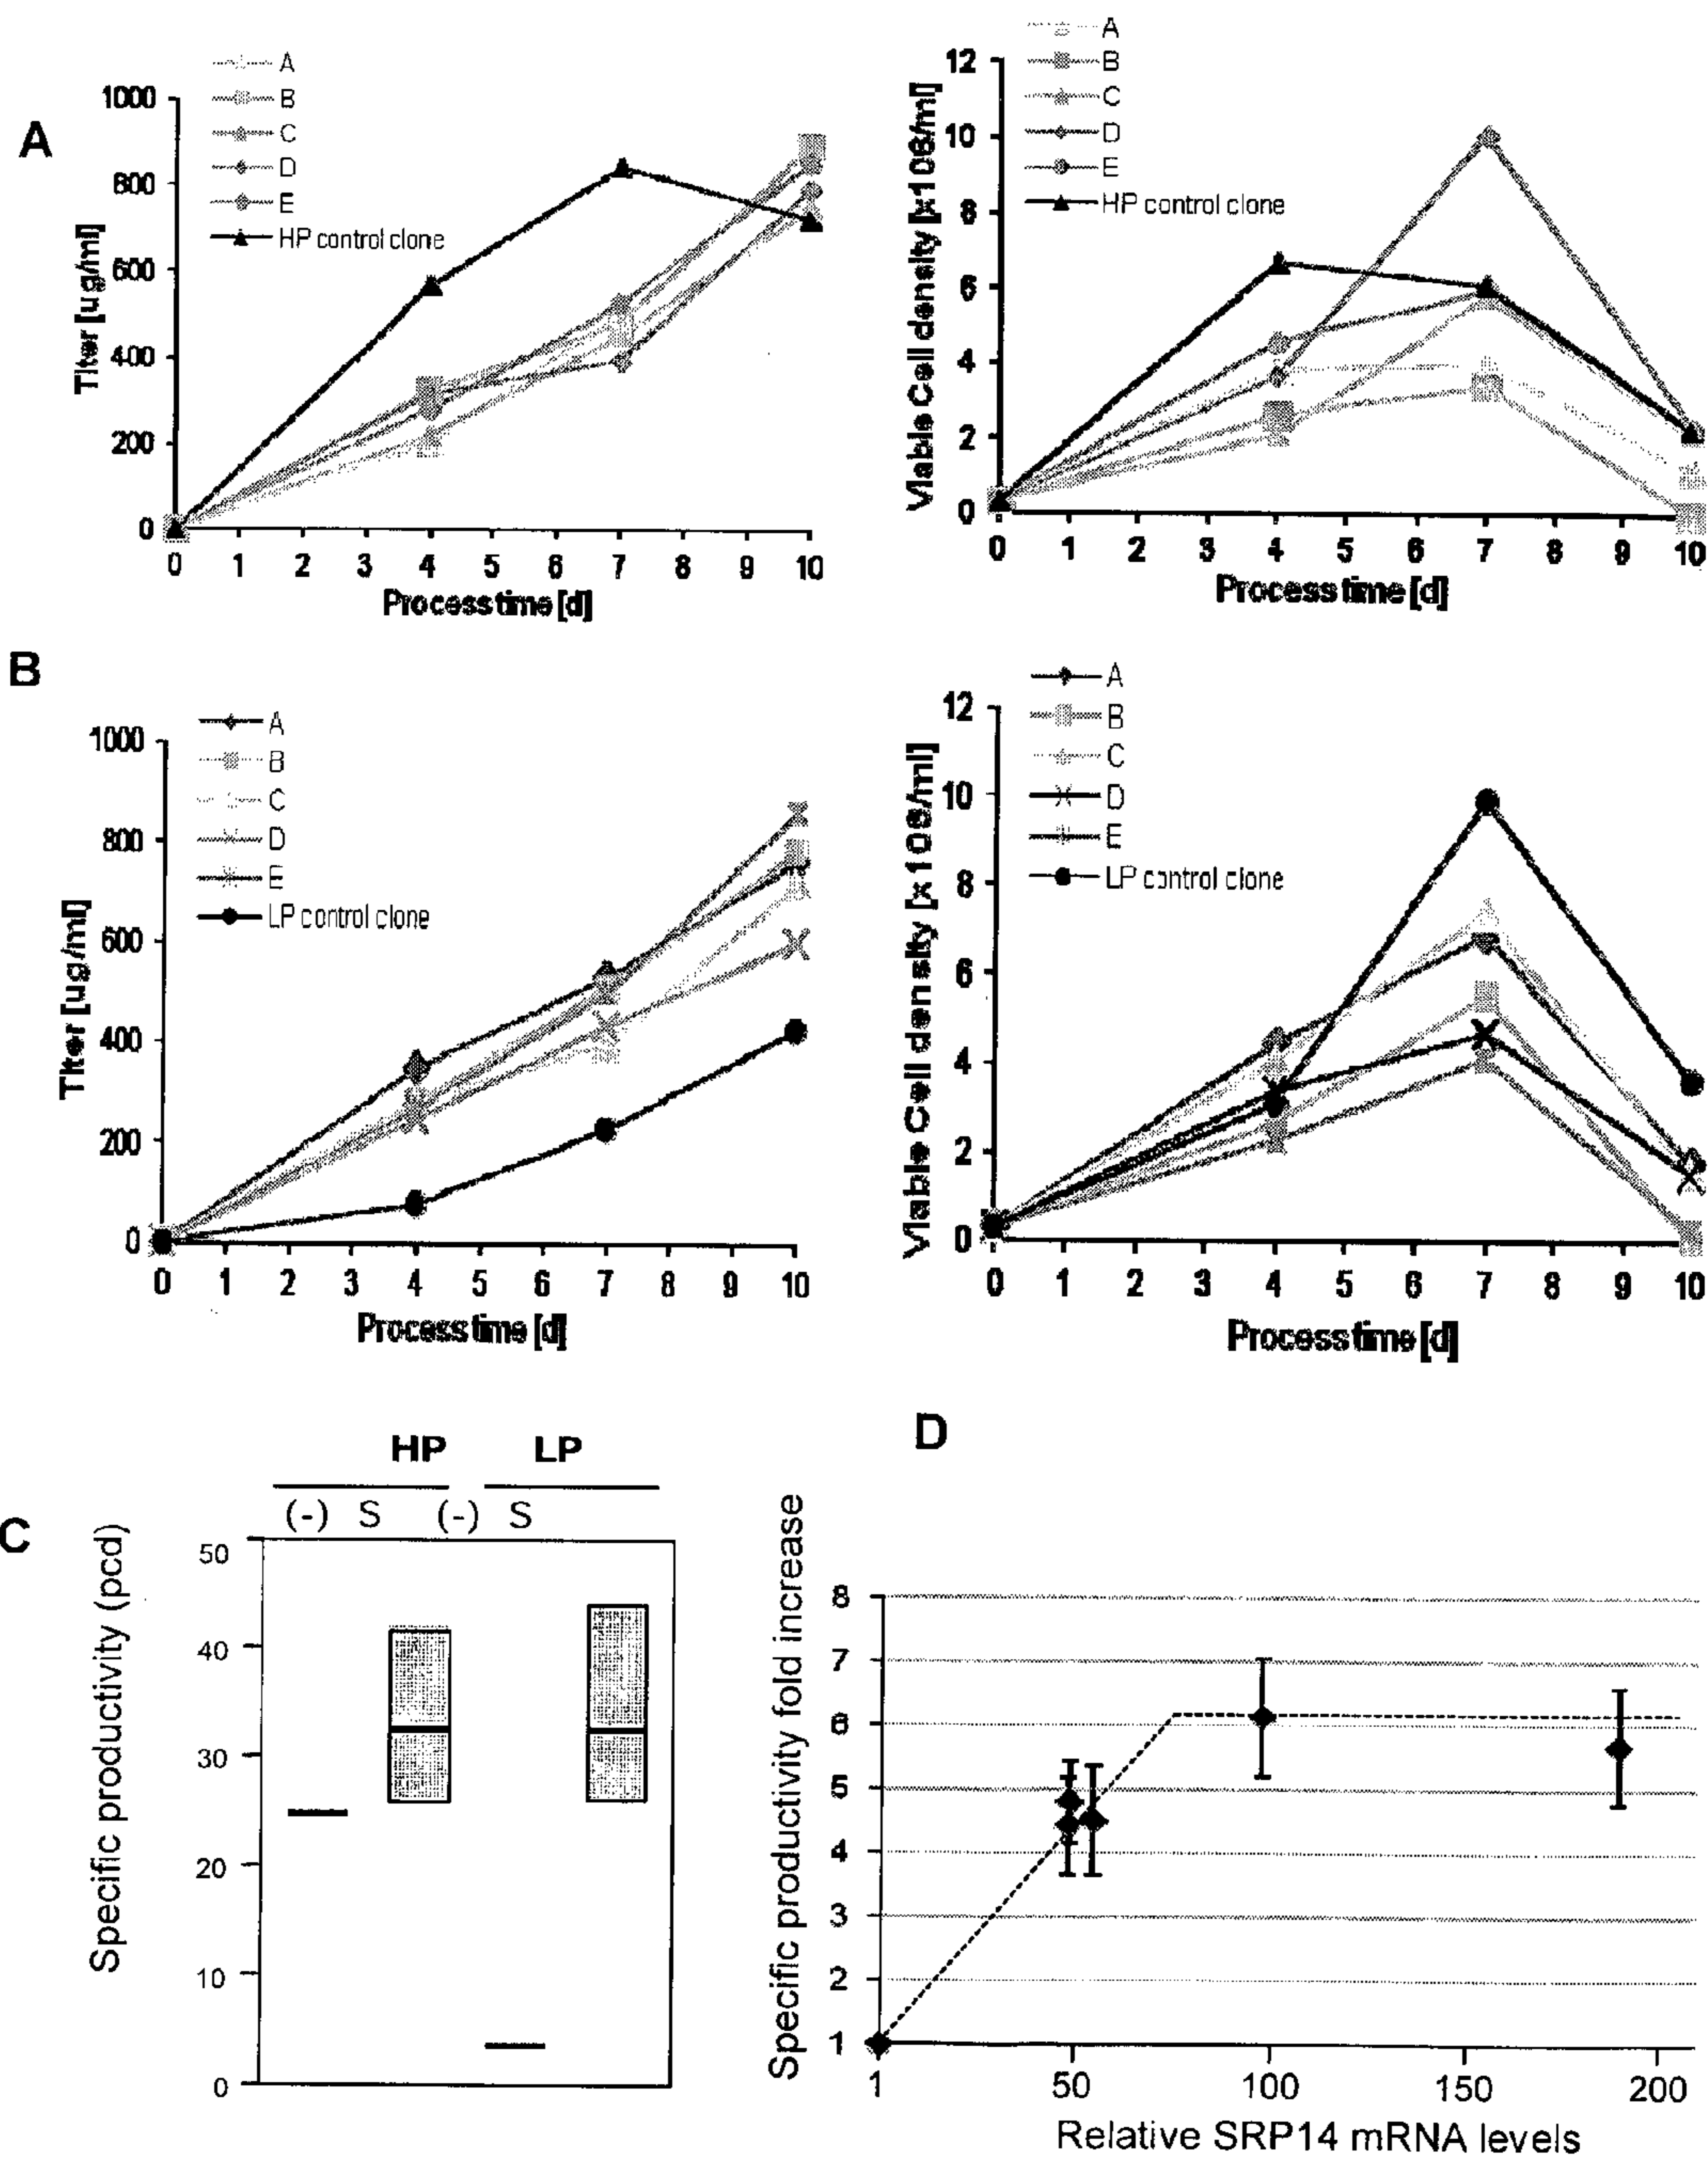 A
A
B
C
D
E
HP control clone
1000
800
600
400
200
0
0 1 2 3 4 5 6 7 8 9 10
Titer [ug/ml]
Process time [d]
A
B
C
D
E
HP control clone
12
10
8
6
4
2
0
0 1 2 3 4 5 6 7 8 9 10
Viable Cell density [x106/ml]
Process time [d]
B
A
B
C
D
E
LP control clone
1000
800
600
400
200
0
0 1 2 3 4 5 6 7 8 9 10
Titer [ug/ml]
Process time [d]
A
B
C
D
E
LP control clone
12
10
8
6
4
2
0
0 1 2 3 4 5 6 7 8 9 10
Viable Cell density [x106/ml]
Process time [d]
C
HP LP
(-) S (-) S
50
40
30
20
10
0
Specific productivity (pcd)
D
8
7
6
5
4
3
2
1
1 50 100 150 200
Specific productivity fold increase
Relative SRP14 mRNA levels